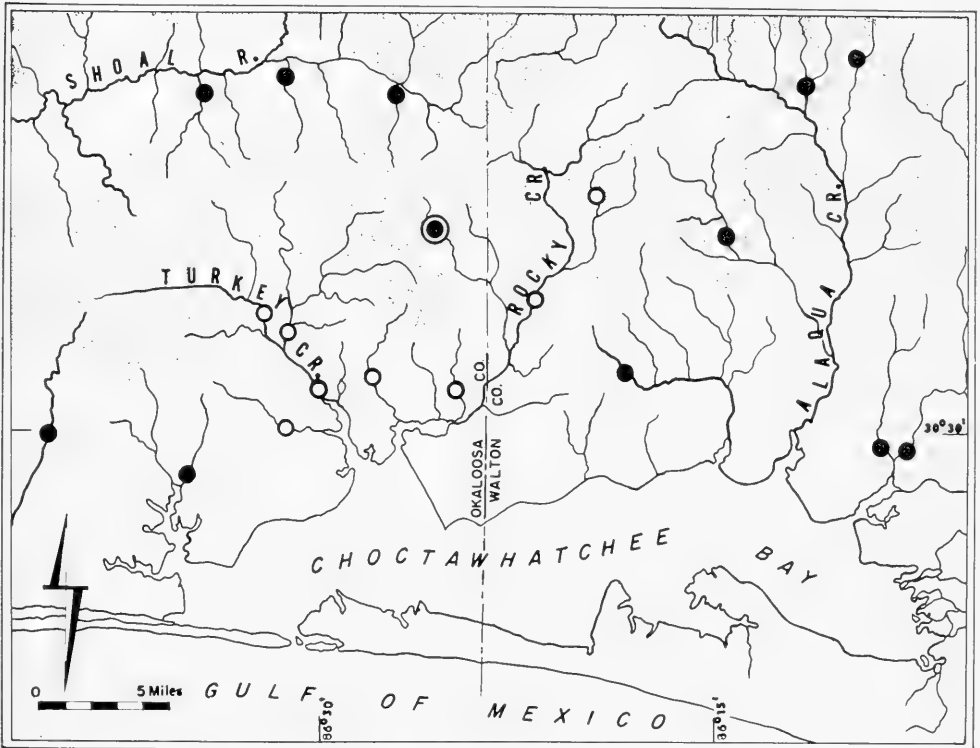 SHOAL R.
ROCKY CR.
ALAQUA CR.
TURKEY CR.
OKALOOSA CO.
WALTON CO.
30°30'
CHOCTAWHATCHEE BAY
0 5 Miles
GULF OF MEXICO
86°30'
86°15'